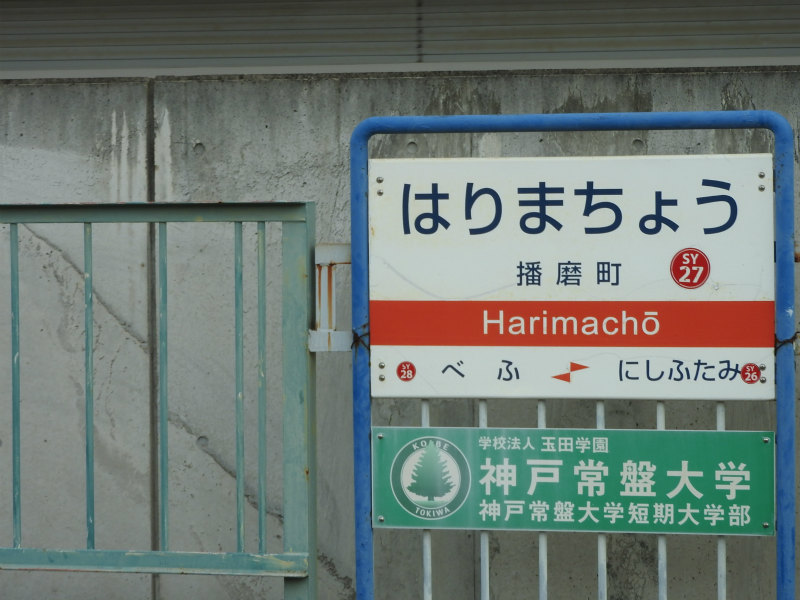 はりまちょう
播磨町
SY
27
Harimachō
SY
28
べふ
にしふたみ
SY
26
KOBE
TOKIWA
学校法人 玉田学園
神戸常盤大学
神戸常盤大学短期大学部